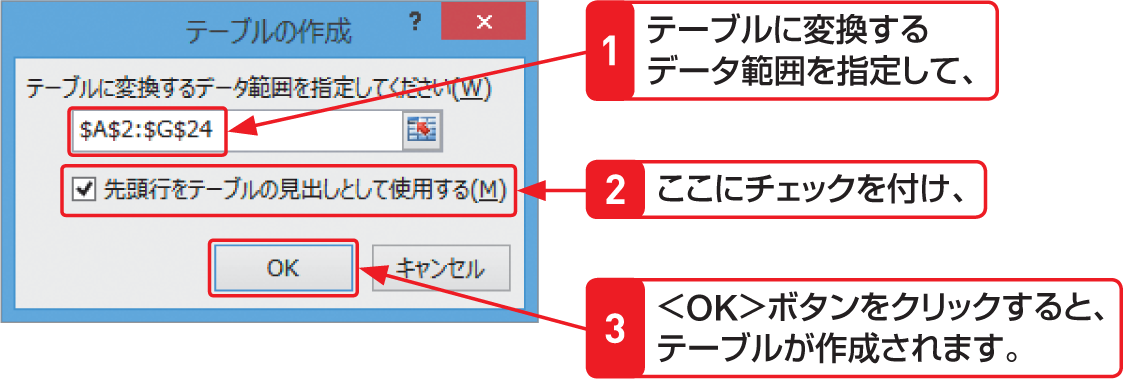 テーブルの作成
?
×
テーブルに変換するデータ範囲を指定してください(W)
$A$2:$G$24
先頭行をテーブルの見出しとして使用する(M)
OK
キャンセル
1
テーブルに変換する
データ範囲を指定して、
2
ここにチェックを付け、
3
＜OK＞ボタンをクリックすると、
テーブルが作成されます。